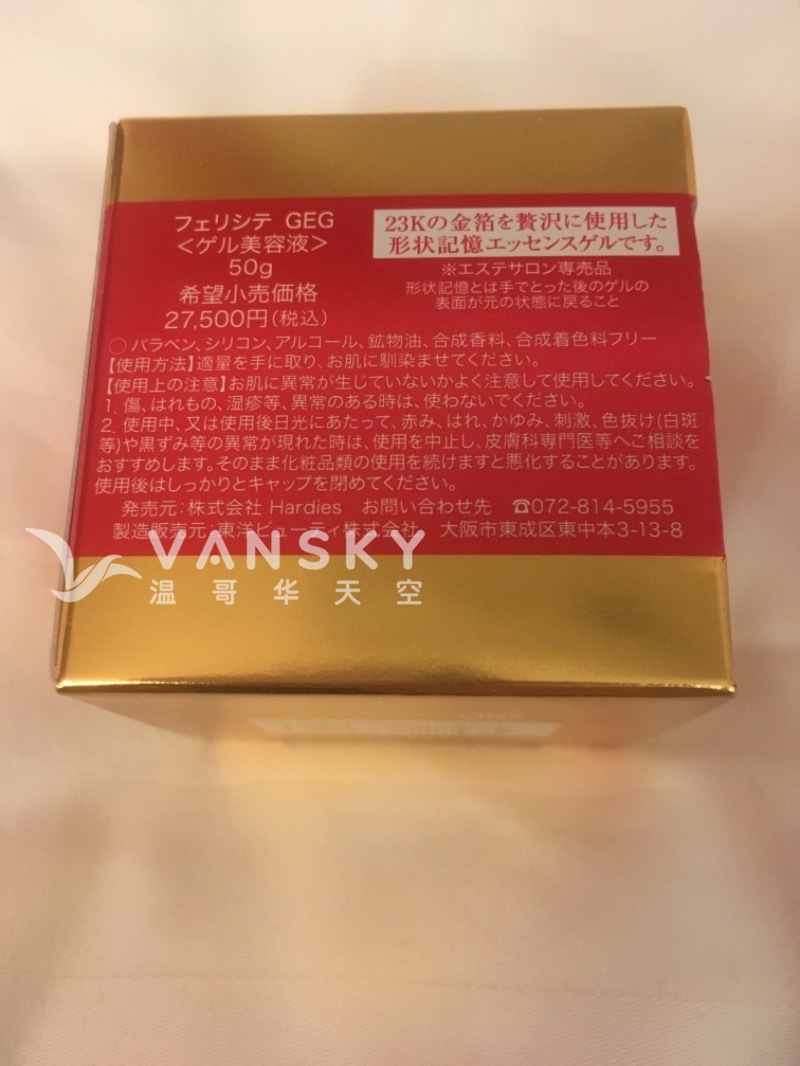 フェリシテ GEG
<ゲル美容液>
50g
希望小売価格
27,500円(税込)
23Kの金箔を贅沢に使用した
形状記憶エッセンスゲルです。
※エステサロン専売品
形状記憶とは手でとった後のゲルの
表面が元の状態に戻ること
○パラベン、シリコン、アルコール、鉱物油、合成香料、合成着色料フリー
【使用方法】適量を手に取り、お肌に馴染ませてください。
【使用上の注意】お肌に異常が生じていないかよく注意して使用してください。
1. 傷、はれもの、湿疹等、異常のある時は、使わないでください。
2. 使用中、又は使用後日光にあたって、赤み、はれ、かゆみ、刺激、色抜け(白斑
等)や黒ずみ等の異常が現れた時は、使用を中止し、皮膚科専門医等へご相談を
おすすめします。そのまま化粧品類の使用を続けますと悪化することがあります。
使用後はしっかりとキャップを閉めてください。
発売元:株式会社 Hardies お問い合わせ先 ☎072-814-5955
製造販売元:東洋ビューティ株式会社 大阪市東成区東中本3-13-8
VANSKY
温哥华天空